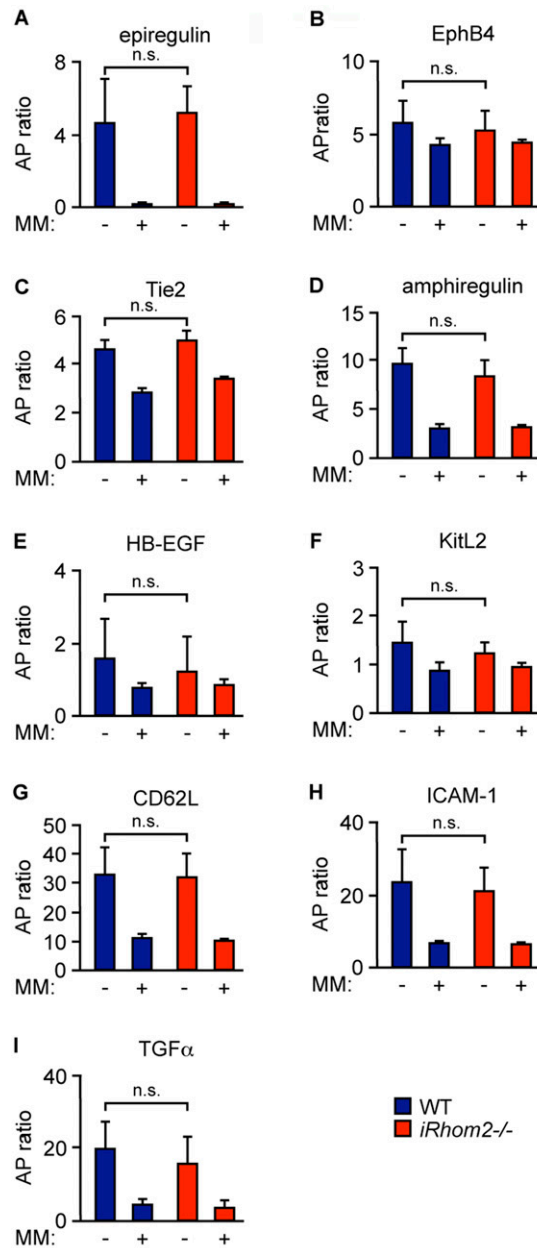 A
epiregulin
n.s.
AP ratio
8
4
0
MM: - + - +
B
EphB4
n.s.
APratio
10
5
0
MM: - + - +
C
Tie2
n.s.
AP ratio
6
4
2
0
MM: - + - +
D
amphiregulin
n.s.
AP ratio
15
10
5
0
MM: - + - +
E
HB-EGF
n.s.
AP ratio
4
2
0
MM: - + - +
F
KitL2
n.s.
AP ratio
3
2
1
0
MM: - + - +
G
CD62L
n.s.
AP ratio
50
40
30
20
10
0
MM: - + - +
H
ICAM-1
n.s.
AP ratio
40
20
0
MM: - + - +
I
TGFα
n.s.
AP ratio
40
20
0
MM: - + - +
WT
iRhom2-/-